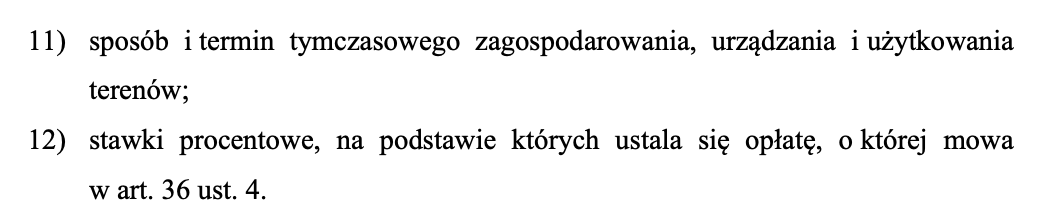 11) sposób i termin tymczasowego zagospodarowania, urządzania i użytkowania
terenów;
12) stawki procentowe, na podstawie których ustala się opłatę, o której mowa
w art. 36 ust. 4.